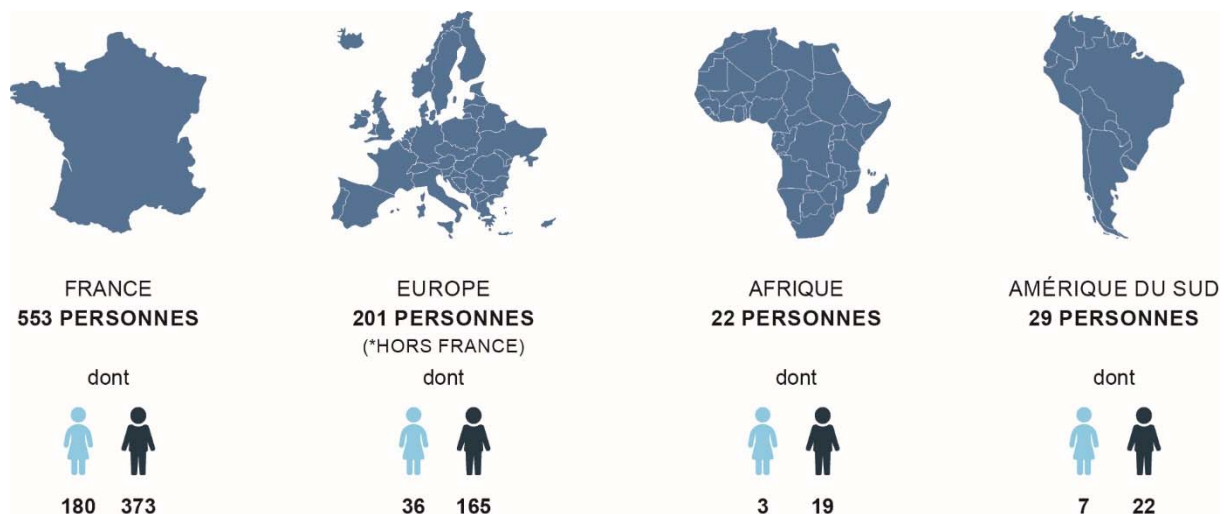 FRANCE
553 PERSONNES
dont
180 373
EUROPE
201 PERSONNES
(*HORS FRANCE)
dont
36 165
AFRIQUE
22 PERSONNES
dont
3 19
AMÉRIQUE DU SUD
29 PERSONNES
dont
7 22